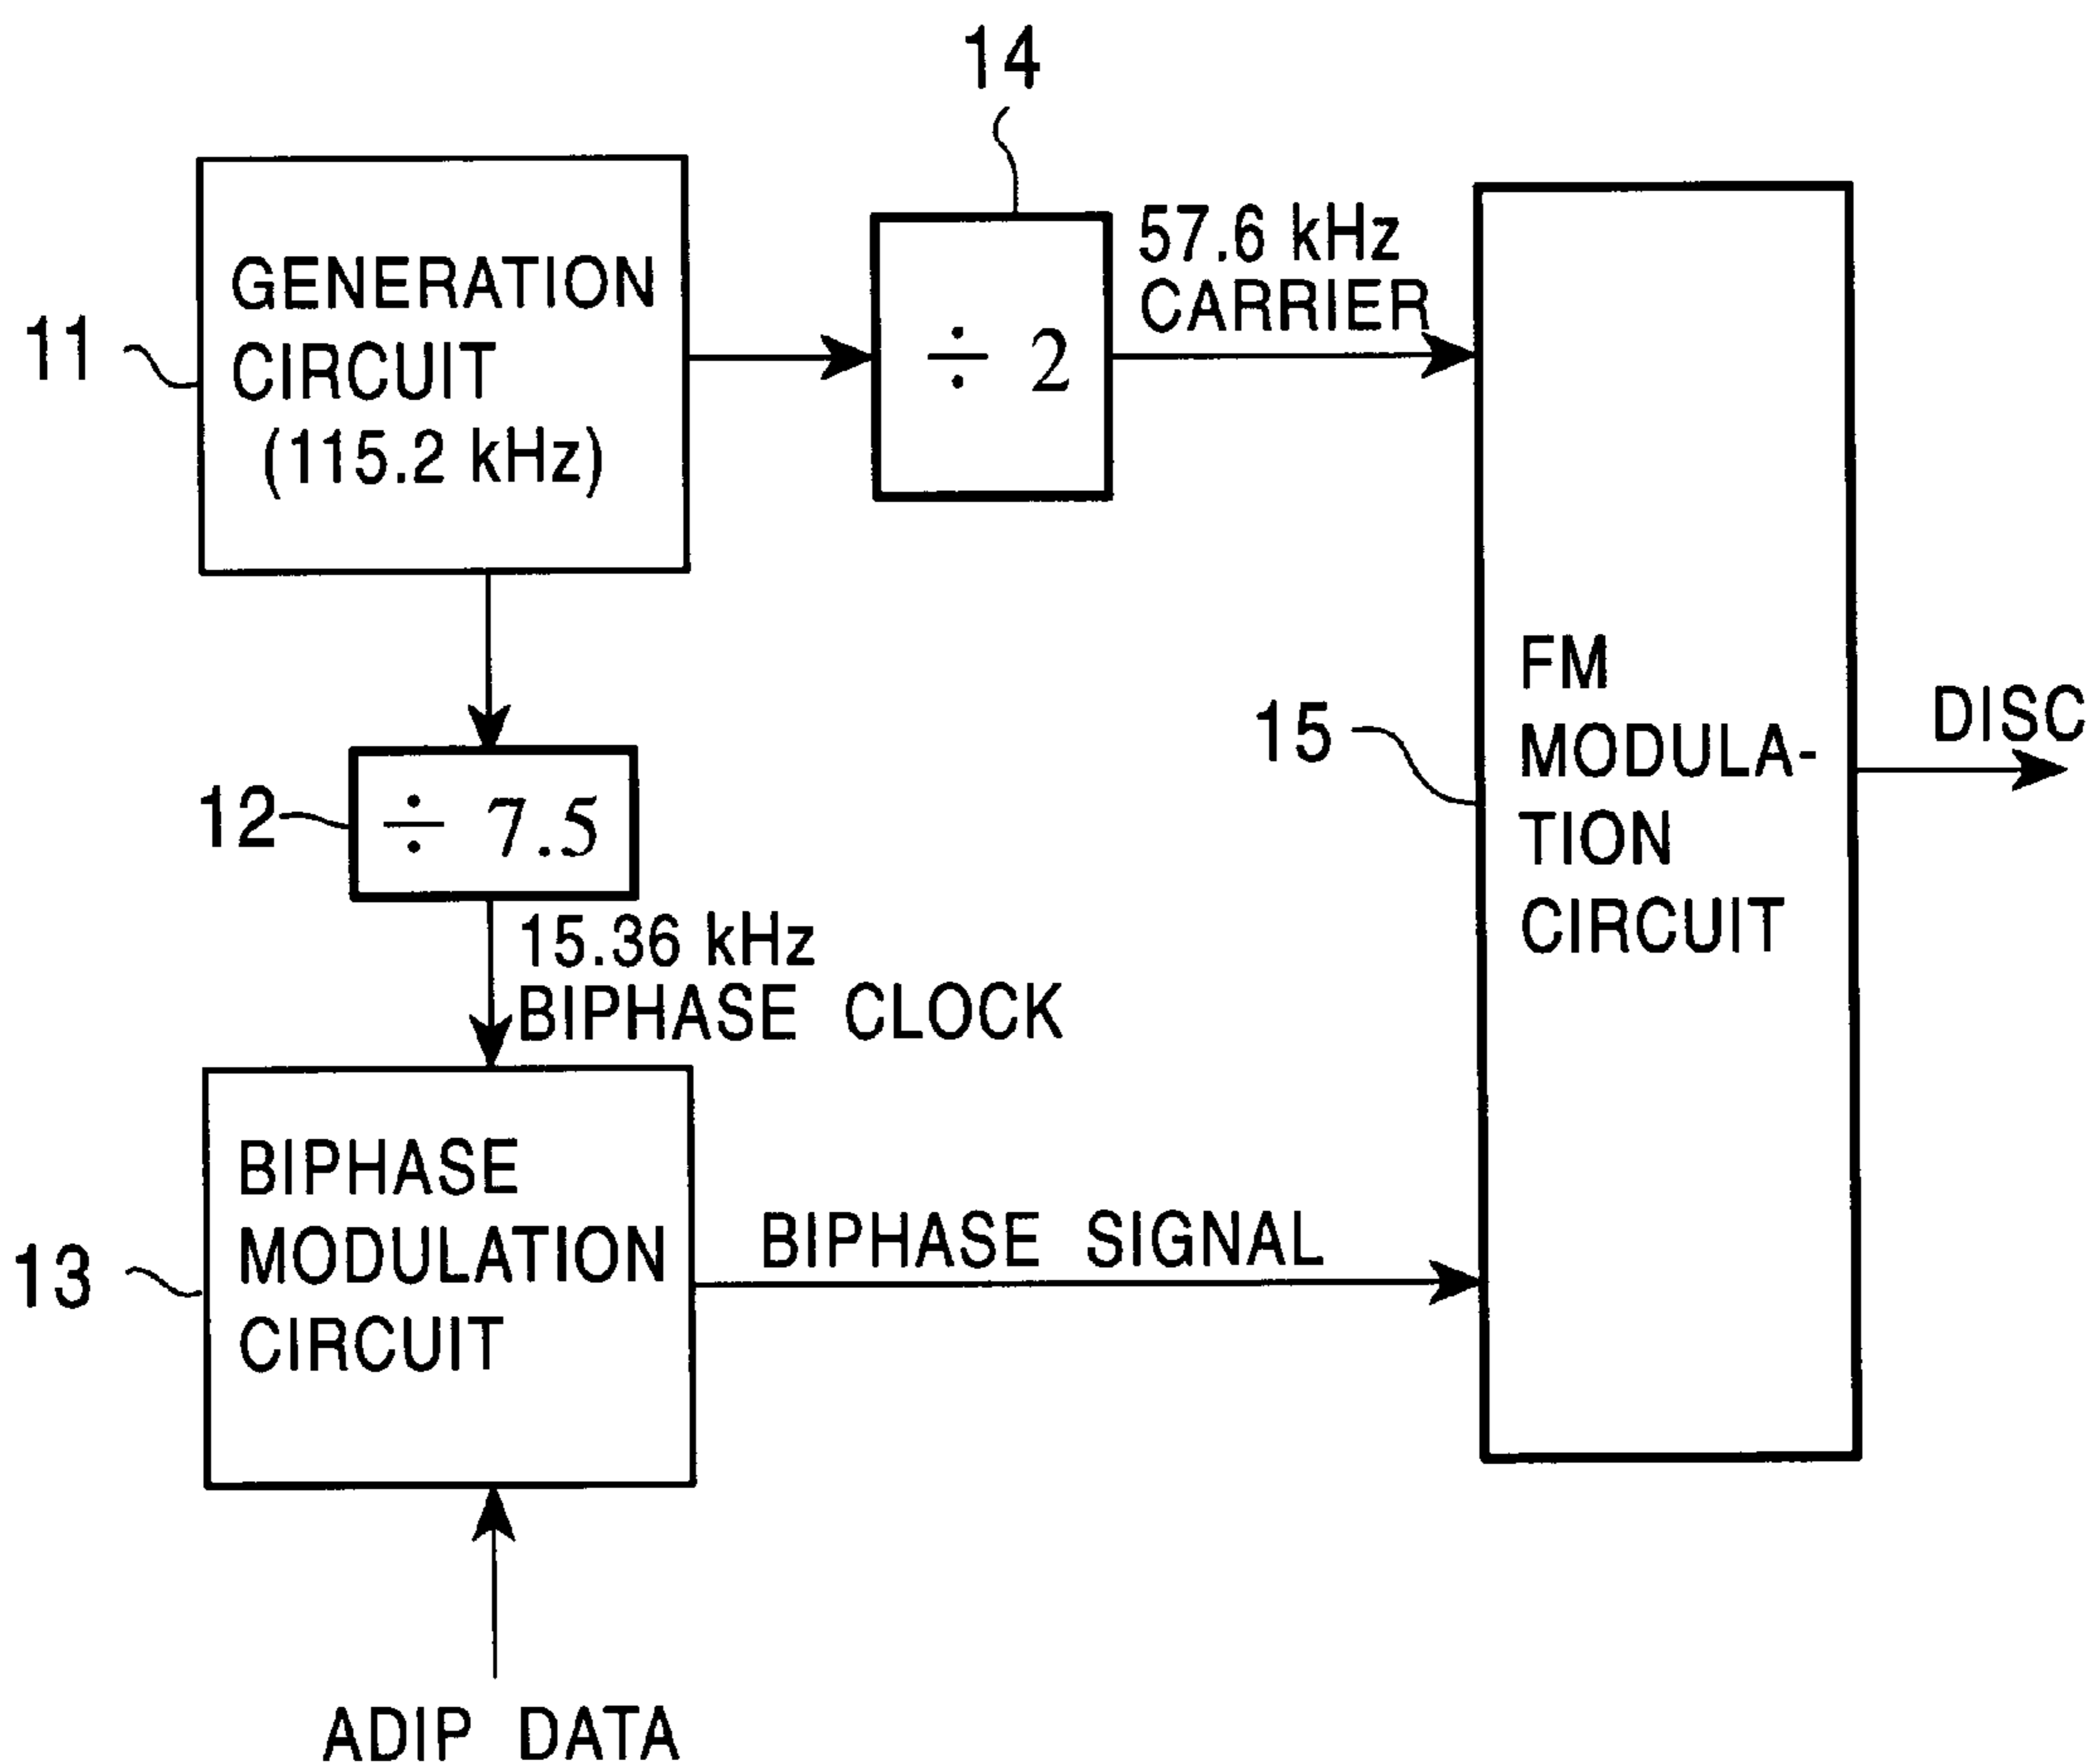 14
GENERATION
CIRCUIT
(115.2 kHz)
11
÷ 2
57.6 kHz
CARRIER
FM
MODULA-
TION
CIRCUIT
15
DISC
12
÷ 7.5
15.36 kHz
BIPHASE CLOCK
BIPHASE
MODULATION
CIRCUIT
13
BIPHASE SIGNAL
ADIP DATA